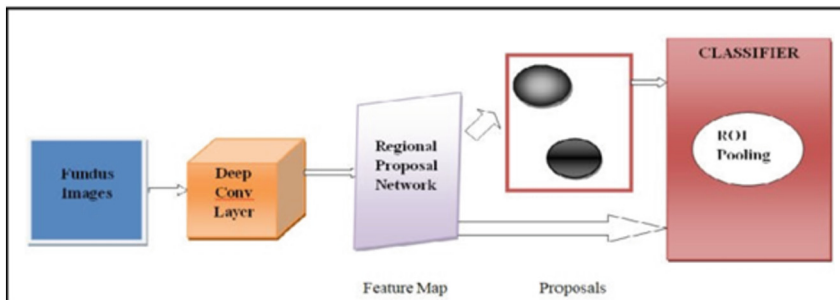 Fundus
Images
Deep
Conv
Layer
Regional
Proposal
Network
CLASSIFIER
ROI
Pooling
Feature Map
Proposals